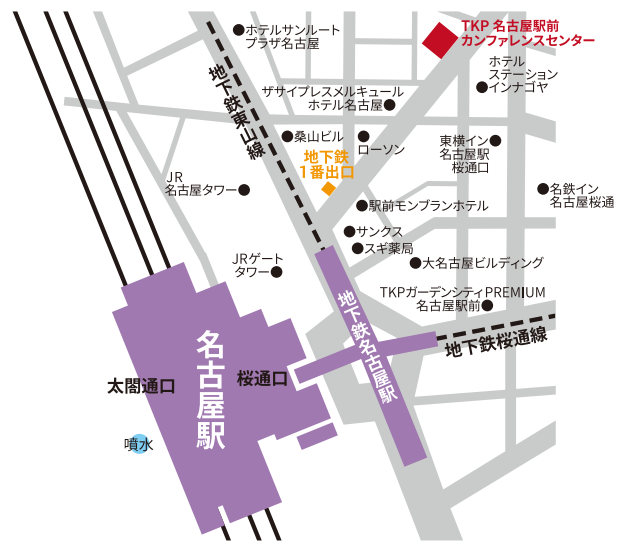 TKP 名古屋駅前
カンファレンスセンター
ホテルサンルート
プラザ名古屋
ホテル
ステーション
インナゴヤ
地下鉄東山線
ザサイプレスメルキュール
ホテル名古屋
桑山ビル
ローソン
東横イン
名古屋駅
桜通口
地下鉄
1番出口
JR
名古屋タワー
名鉄イン
名古屋桜通
駅前モンブランホテル
サンクス
スギ薬局
JRゲート
タワー
大名古屋ビルディング
TKPガーデンシティPREMIUM
名古屋駅前
地下鉄名古屋駅
地下鉄桜通線
名古屋駅
桜通口
太閤通口
噴水